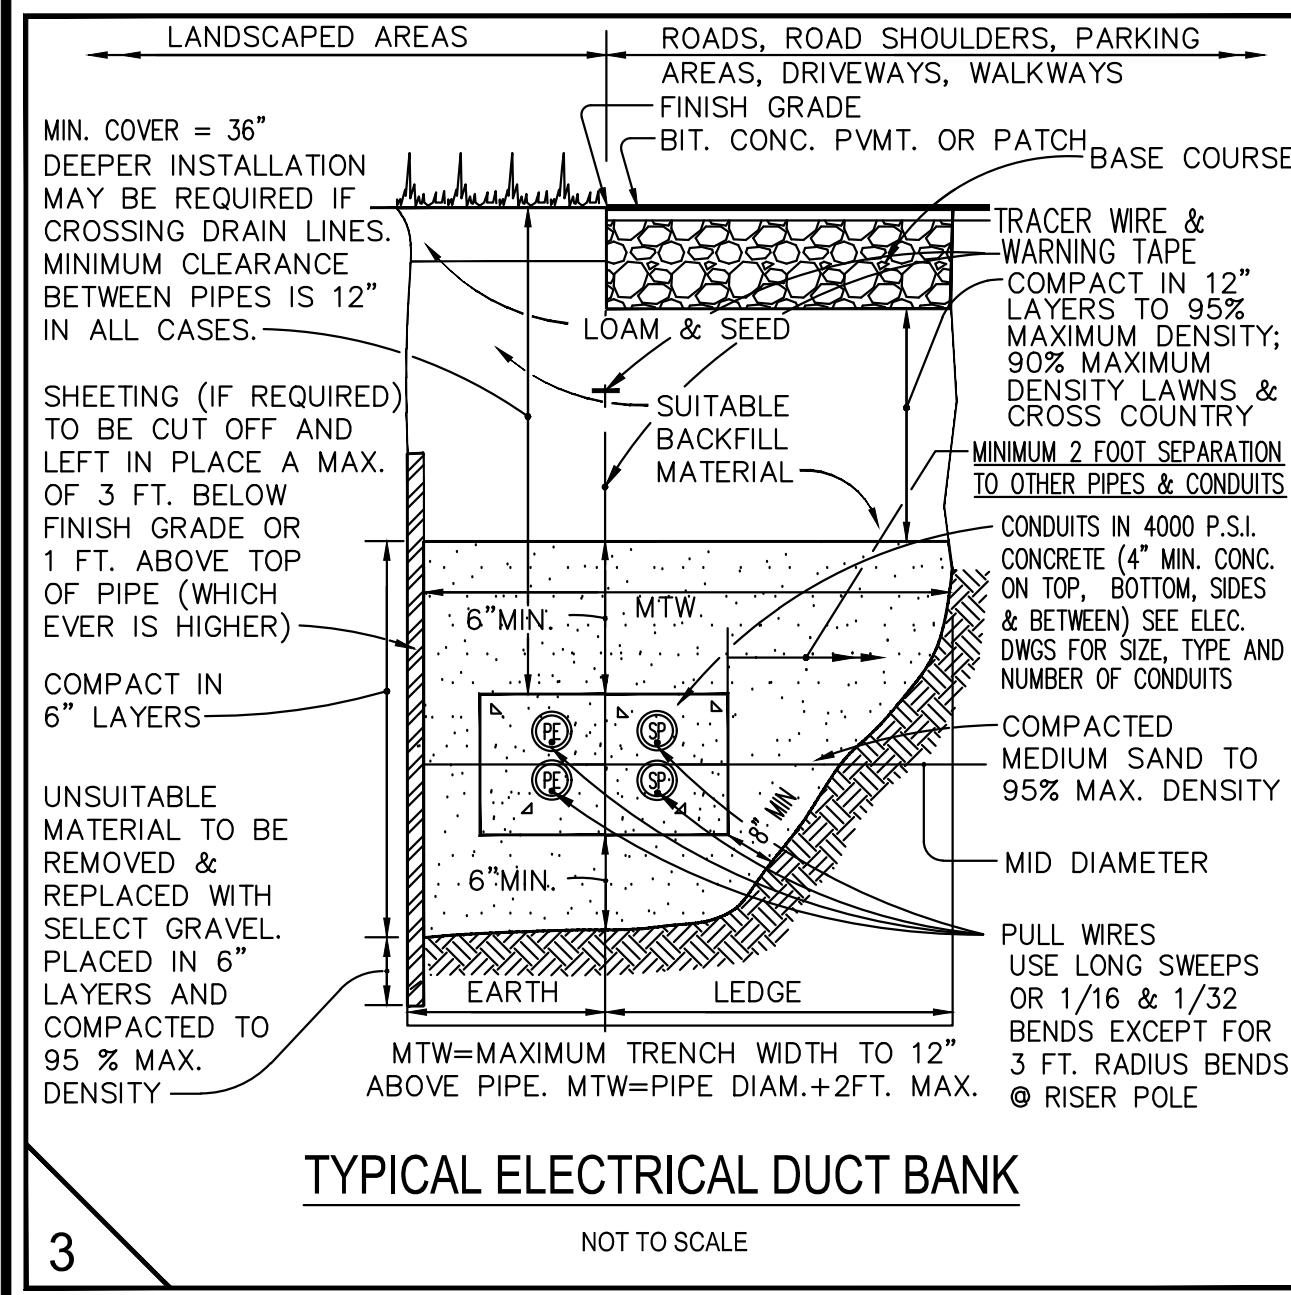 LANDSCAPED AREAS
ROADS, ROAD SHOULDERS, PARKING
AREAS, DRIVEWAYS, WALKWAYS
FINISH GRADE
BIT. CONC. PVMT. OR PATCH
BASE COURSE
MIN. COVER = 36"
DEEPER INSTALLATION
MAY BE REQUIRED IF
CROSSING DRAIN LINES.
MINIMUM CLEARANCE
BETWEEN PIPES IS 12"
IN ALL CASES.
TRACER WIRE &
WARNING TAPE
COMPACT IN 12"
LAYERS TO 95%
MAXIMUM DENSITY;
90% MAXIMUM
DENSITY LAWNS &
CROSS COUNTRY
LOAM & SEED
SUITABLE
BACKFILL
MATERIAL
SHEETING (IF REQUIRED)
TO BE CUT OFF AND
LEFT IN PLACE A MAX.
OF 3 FT. BELOW
FINISH GRADE OR
1 FT. ABOVE TOP
OF PIPE (WHICH
EVER IS HIGHER)
MINIMUM 2 FOOT SEPARATION
TO OTHER PIPES & CONDUITS
CONDUITS IN 4000 P.S.I.
CONCRETE (4" MIN. CONC.
ON TOP, BOTTOM, SIDES
& BETWEEN) SEE ELEC.
DWGS FOR SIZE, TYPE AND
NUMBER OF CONDUITS
6"MIN.
MTW
COMPACT IN
6" LAYERS
PE
SP
PE
SP
8" MIN
6"MIN.
COMPACTED
MEDIUM SAND TO
95% MAX. DENSITY
MID DIAMETER
UNSUITABLE
MATERIAL TO BE
REMOVED &
REPLACED WITH
SELECT GRAVEL.
PLACED IN 6"
LAYERS AND
COMPACTED TO
95 % MAX.
DENSITY
PULL WIRES
USE LONG SWEEPS
OR 1/16 & 1/32
BENDS EXCEPT FOR
3 FT. RADIUS BENDS
@ RISER POLE
EARTH
LEDGE
MTW=MAXIMUM TRENCH WIDTH TO 12"
ABOVE PIPE. MTW=PIPE DIAM.+2FT. MAX.
TYPICAL ELECTRICAL DUCT BANK
NOT TO SCALE
3